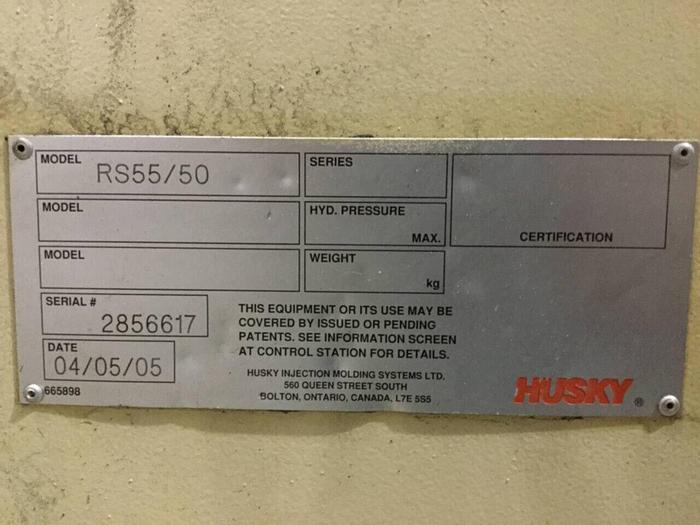 MODEL RS55/50
SERIES
MODEL
HYD. PRESSURE
MAX.
CERTIFICATION
MODEL
WEIGHT
kg
SERIAL #
2856617
DATE
04/05/05
665898
THIS EQUIPMENT OR ITS USE MAY BE
COVERED BY ISSUED OR PENDING
PATENTS. SEE INFORMATION SCREEN
AT CONTROL STATION FOR DETAILS.
HUSKY INJECTION MOLDING SYSTEMS LTD.
560 QUEEN STREET SOUTH
BOLTON, ONTARIO, CANADA, L7E 5S5
HUSKY ®